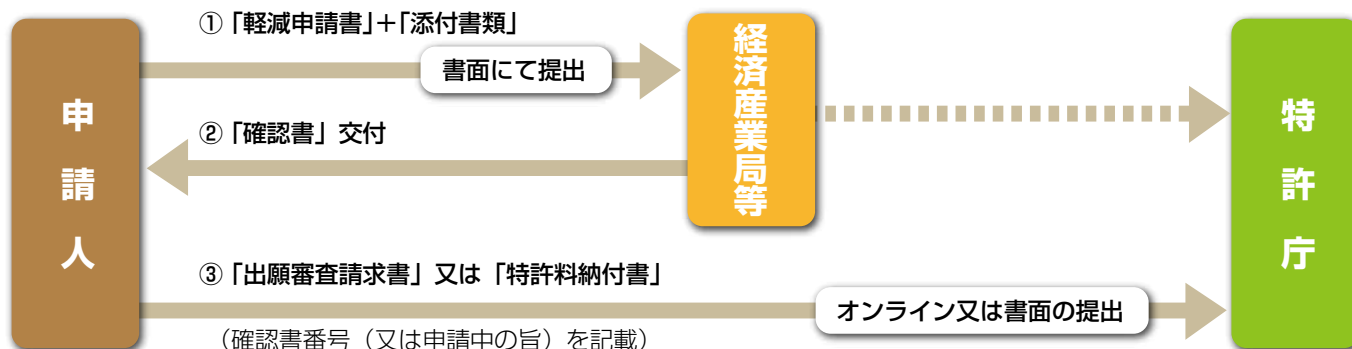 申請人
①「軽減申請書」＋「添付書類」
書面にて提出
②「確認書」交付
経済産業局等
③「出願審査請求書」又は「特許料納付書」
オンライン又は書面の提出
（確認書番号（又は申請中の旨）を記載）
特許庁